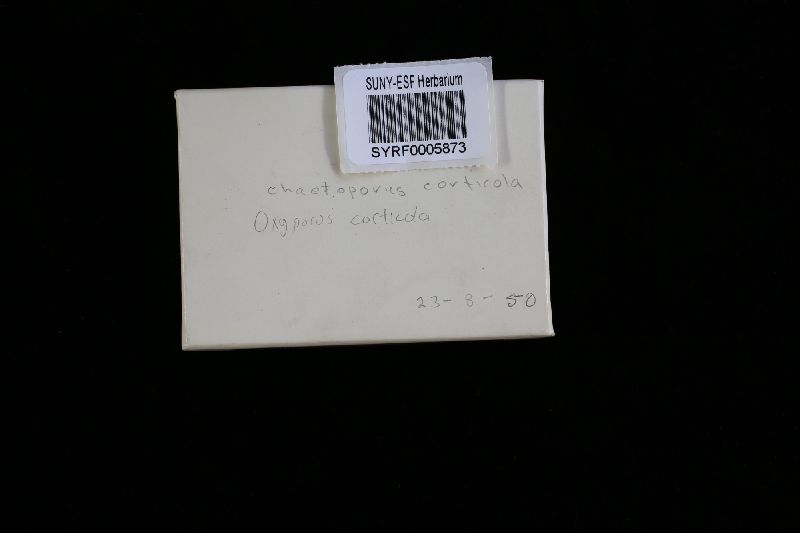 SUNY-ESF Herbarium
SYRF0005873
chaetoporus corticola
Oxyporus corticola
23-8-50